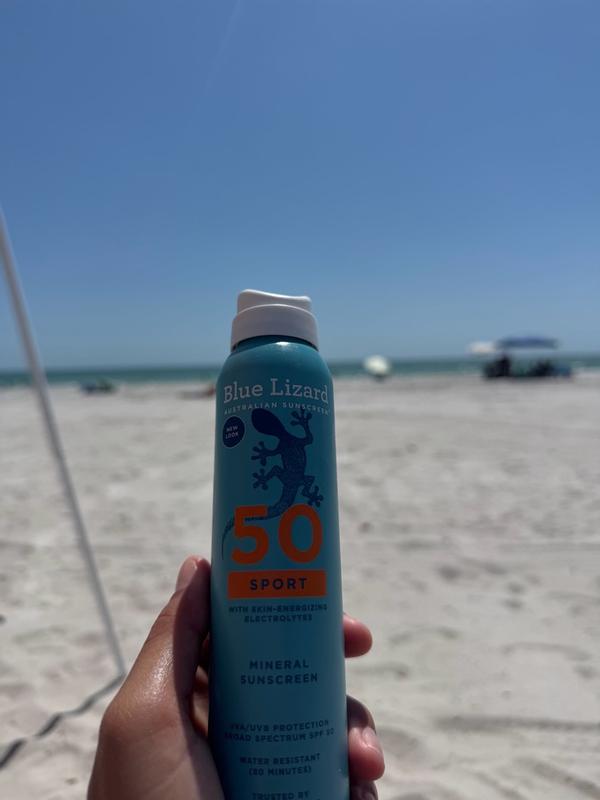 Blue Lizard
AUSTRALIAN SUNSCREEN
NEW
LOOK
50
SPORT
WITH SKIN-ENERGIZING
ELECTROLYTES
MINERAL
SUNSCREEN
UVA/UVB PROTECTION
BROAD SPECTRUM SPF 50
WATER RESISTANT
(80 MINUTES)
TRUSTED BY